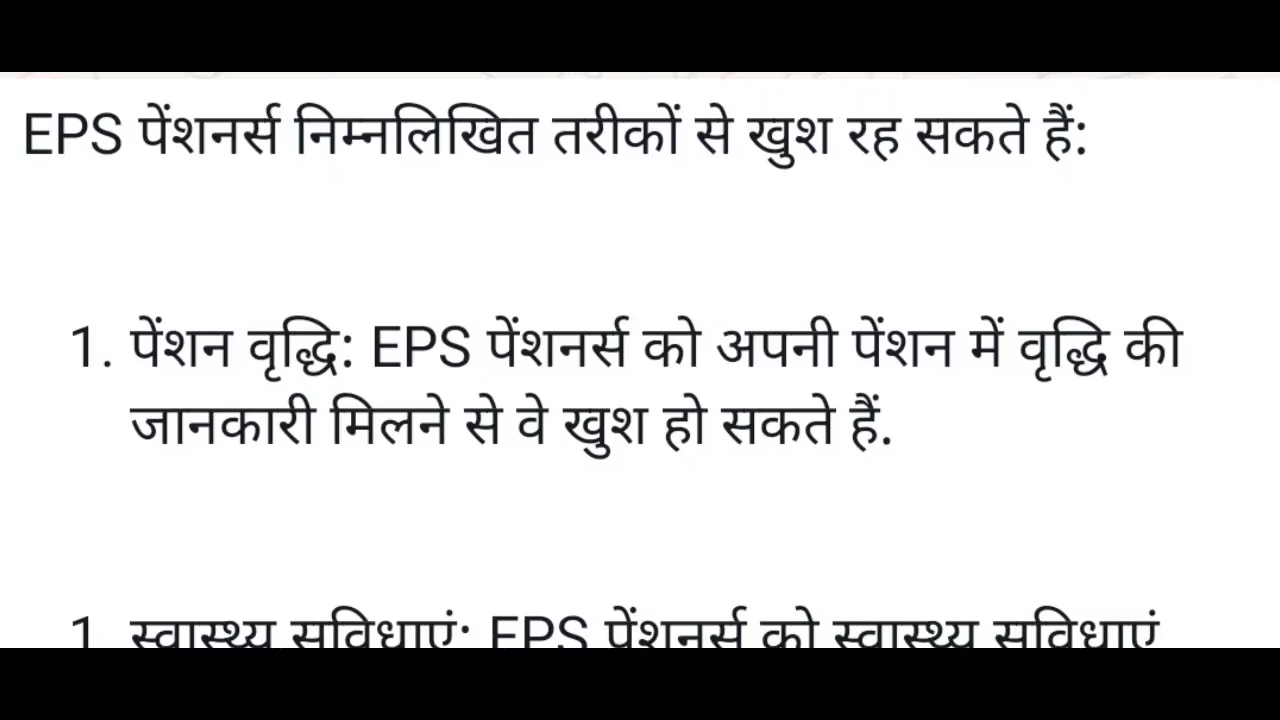 EPS पेंशनर्स निम्नलिखित तरीकों से खुश रह सकते हैं:
1. पेंशन वृद्धि: EPS पेंशनर्स को अपनी पेंशन में वृद्धि की
जानकारी मिलने से वे खुश हो सकते हैं.
1. स्वास्थ्य सुविधाएं: EPS पेंशनर्स को स्वास्थ्य सुविधाएं